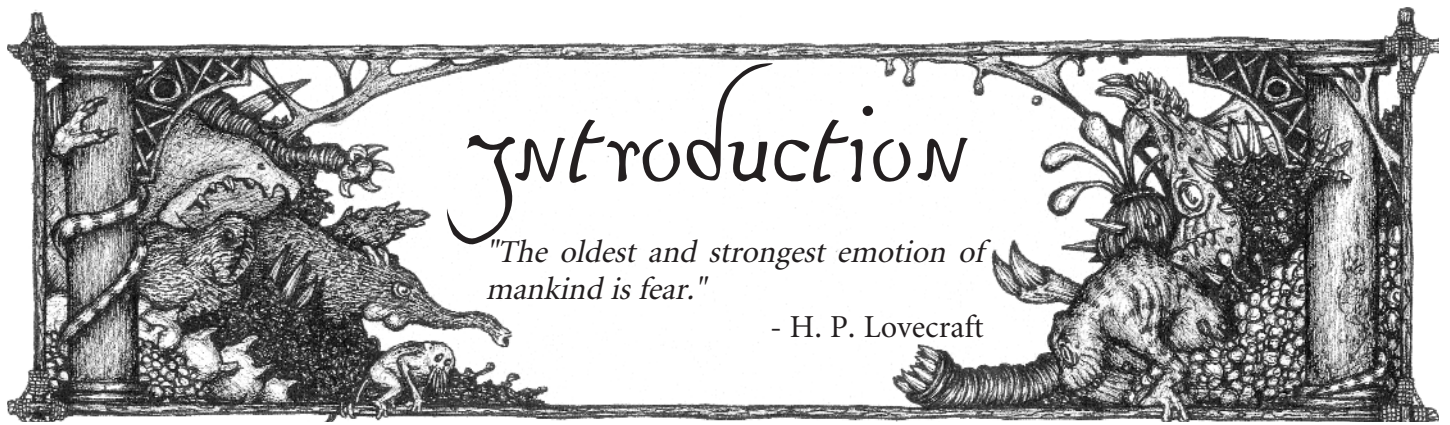 Introduction
"The oldest and strongest emotion of
mankind is fear."
- H. P. Lovecraft